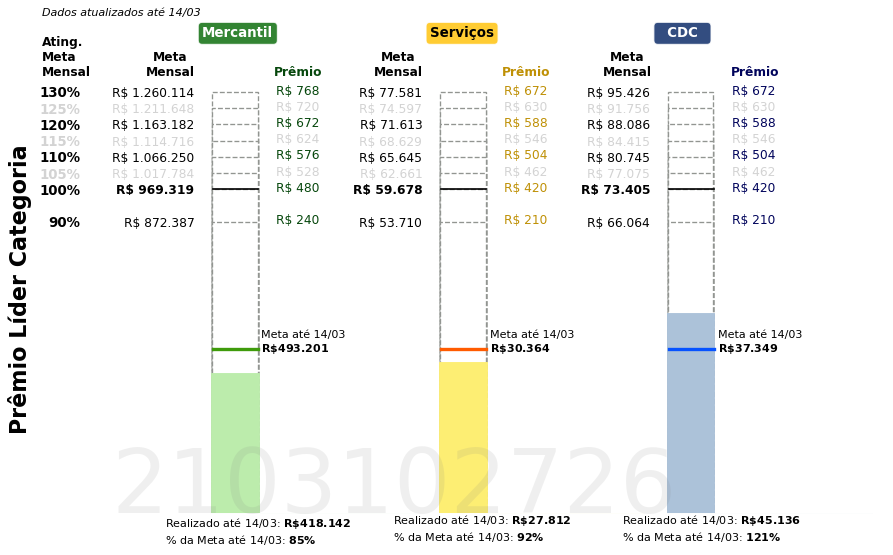 Dados atualizados até 14/03
Mercantil Serviços CDC
Ating.
Meta Meta Meta Meta
Mensal Mensal Prêmio Mensal Prêmio Mensal Prêmio
130% R$ 1.260.114 R$ 768 R$ 77.581 R$ 672 R$ 95.426 R$ 672
125% R$ 1.211.648 R$ 720 R$ 74.597 R$ 630 R$ 91.756 R$ 630
120% R$ 1.163.182 R$ 672 R$ 71.613 R$ 588 R$ 88.086 R$ 588
115% R$ 1.114.716 R$ 624 R$ 68.629 R$ 546 R$ 84.415 R$ 546
110% R$ 1.066.250 R$ 576 R$ 65.645 R$ 504 R$ 80.745 R$ 504
105% R$ 1.017.784 R$ 528 R$ 62.661 R$ 462 R$ 77.075 R$ 462
100% R$ 969.319 R$ 480 R$ 59.678 R$ 420 R$ 73.405 R$ 420
90% R$ 872.387 R$ 240 R$ 53.710 R$ 210 R$ 66.064 R$ 210
Prêmio Líder Categoria
Meta até 14/03 Meta até 14/03 Meta até 14/03
R$493.201 R$30.364 R$37.349
2103102726
Realizado até 14/03: R$418.142 Realizado até 14/03: R$27.812 Realizado até 14/03: R$45.136
% da Meta até 14/03: 85% % da Meta até 14/03: 92% % da Meta até 14/03: 121%